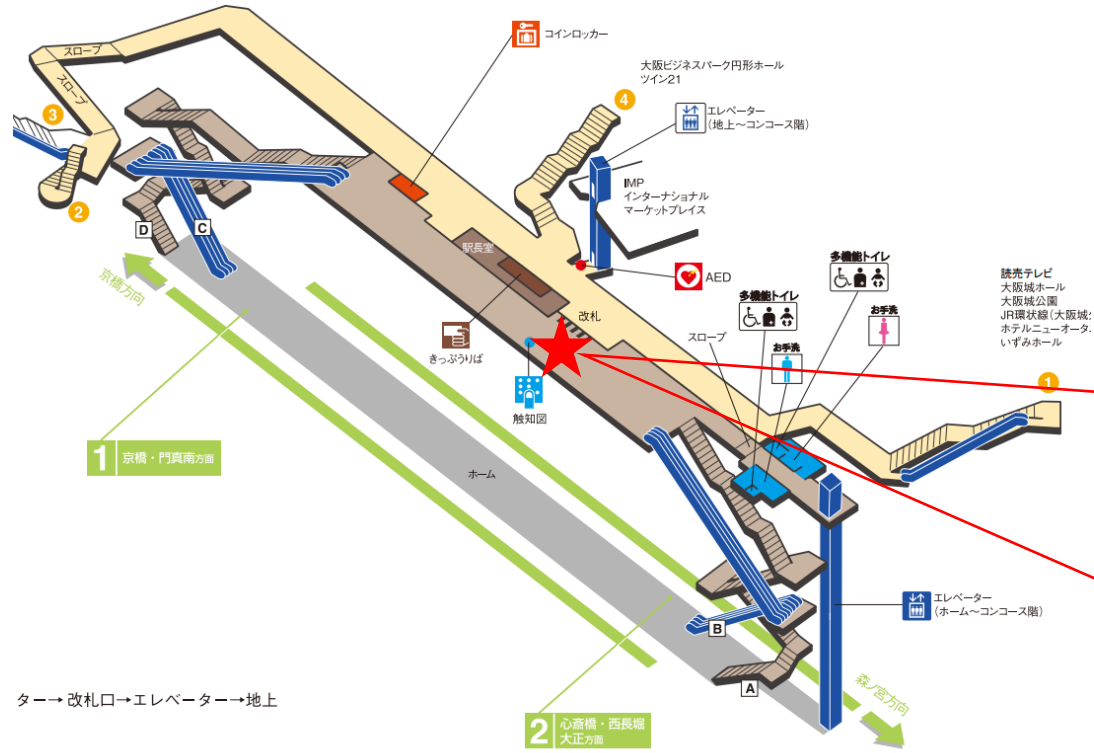 コインロッカー
スロープ
スロープ
3
2
大阪ビジネスパーク円形ホール
ツイン21
4
エレベーター
(地上～コンコース階)
IMP
インターナショナル
マーケットプレイス
D
C
京橋方向
駅長室
AED
多機能トイレ
多機能トイレ
お手洗
お手洗
読売テレビ
大阪城ホール
大阪城公園
JR環状線(大阪城
ホテルニューオータ
いずみホール
改札
スロープ
きっぷうりば
触知図
1
1 京橋・門真南方面
ホーム
エレベーター
(ホーム～コンコース階)
B
A
森ノ宮方向
ター→改札口→エレベーター→地上
2 心斎橋・西長堀
大正方面